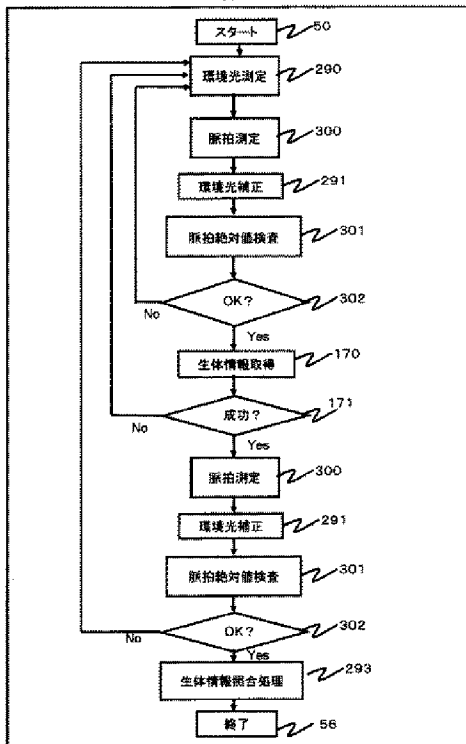 スタート
50
環境光測定
290
脈拍測定
300
環境光補正
291
脈拍絶対値検査
301
OK?
302
No
Yes
生体情報取得
170
成功?
171
No
Yes
脈拍測定
300
環境光補正
291
脈拍絶対値検査
301
OK?
302
No
Yes
生体情報照合処理
293
終了
56